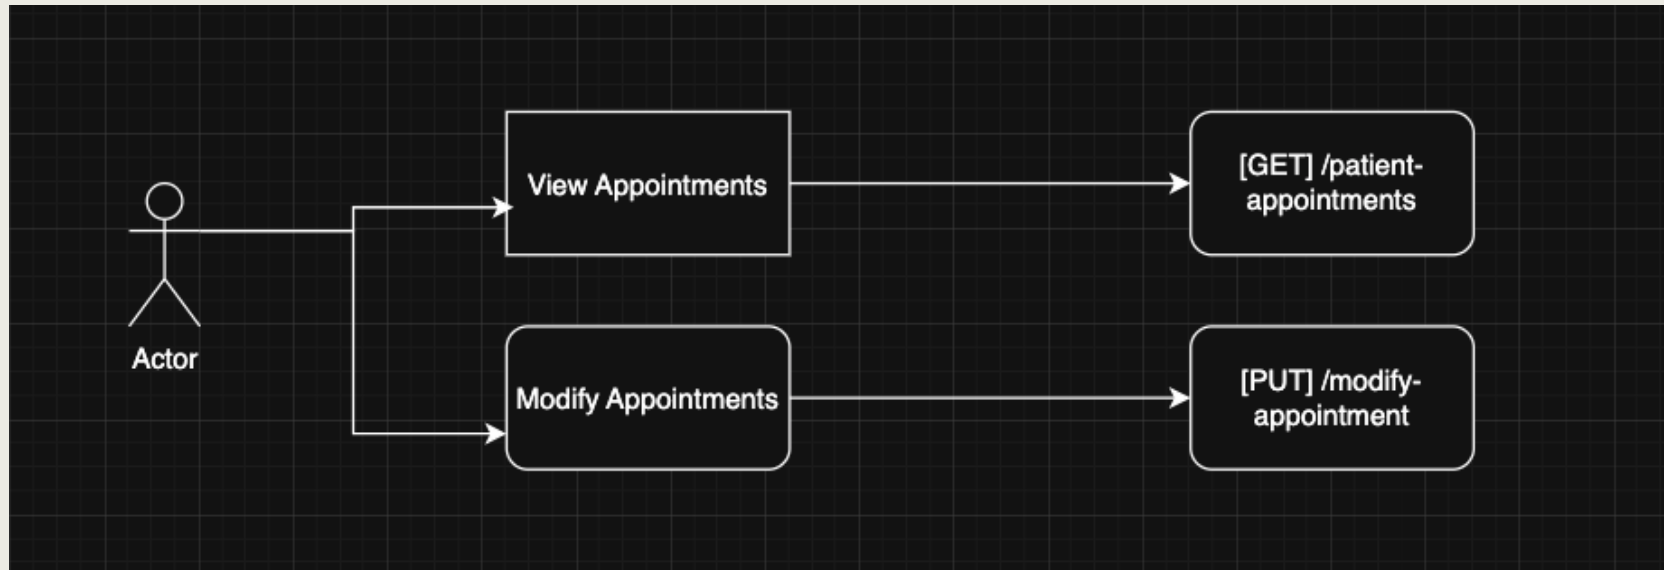 View Appointments
[GET] /patient-
appointments
Actor
Modify Appointments
[PUT] /modify-
appointment